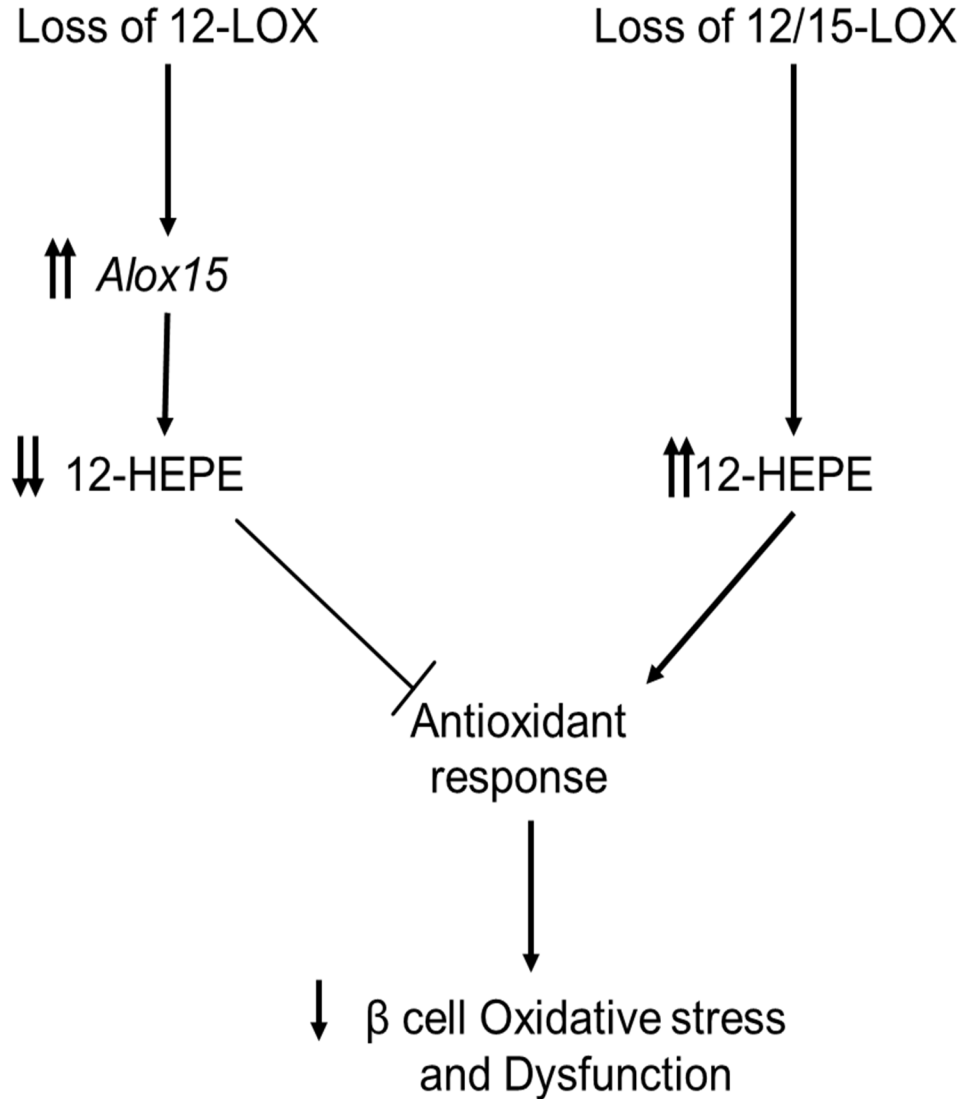 Loss of 12-LOX
Loss of 12/15-LOX
Alox15
12-HEPE
12-HEPE
Antioxidant
response
β cell Oxidative stress
and Dysfunction